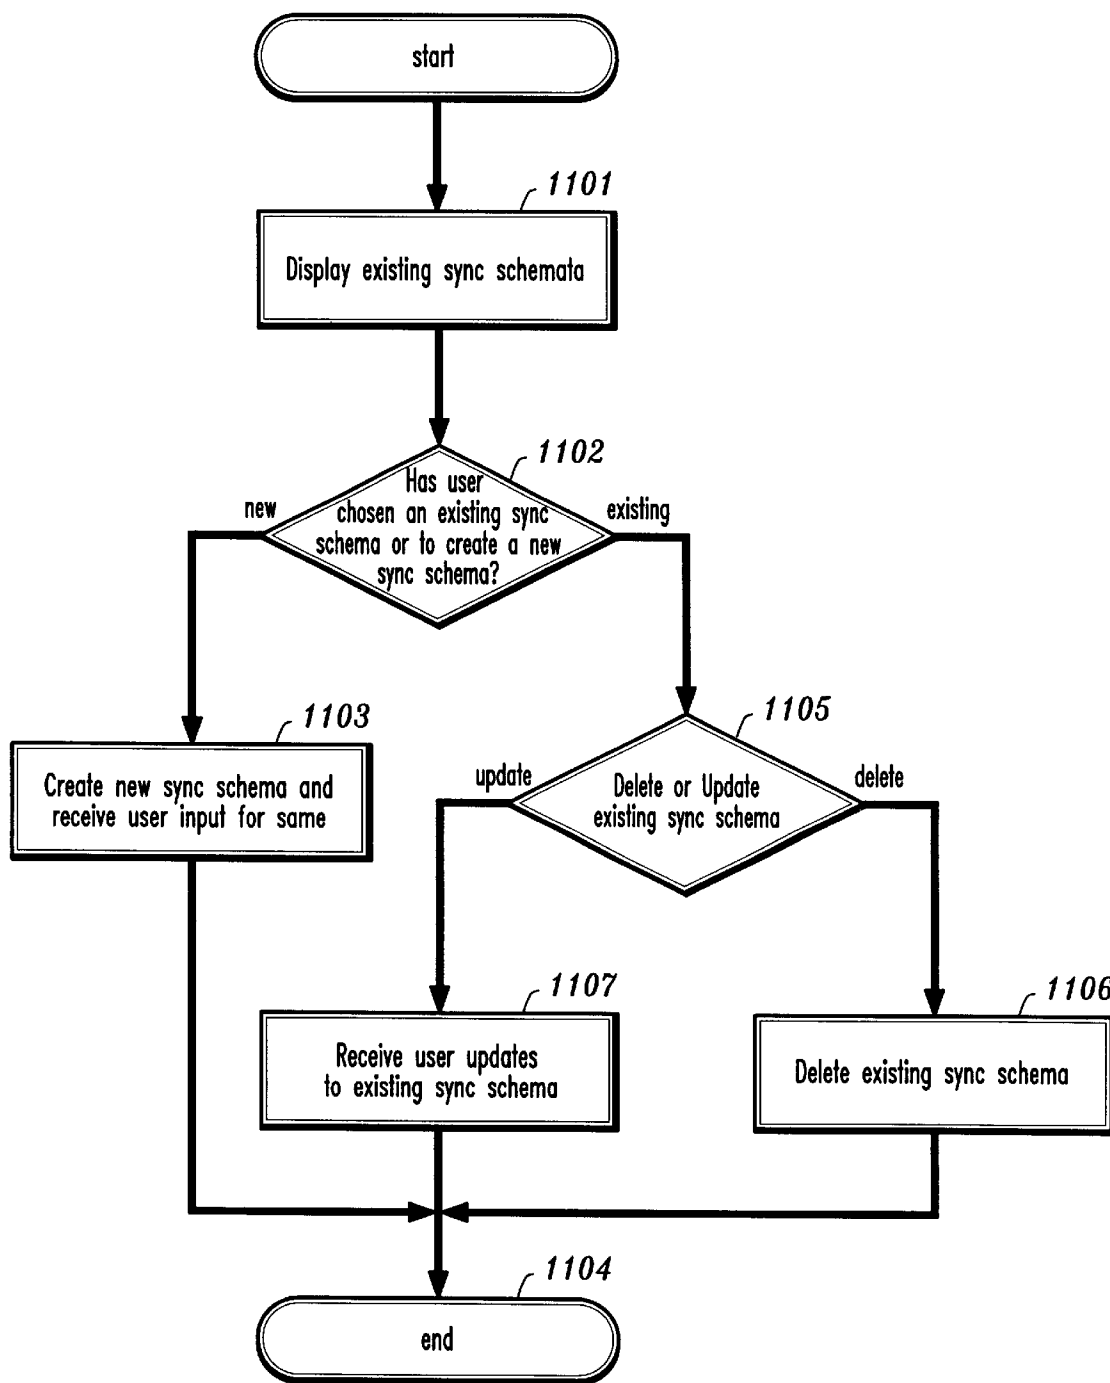 start
1101
Display existing sync schemata
1102
Has user
chosen an existing sync
schema or to create a new
sync schema?
new
existing
1103
Create new sync schema and
receive user input for same
1105
Delete or Update
existing sync schema
update
delete
1107
Receive user updates
to existing sync schema
1106
Delete existing sync schema
1104
end